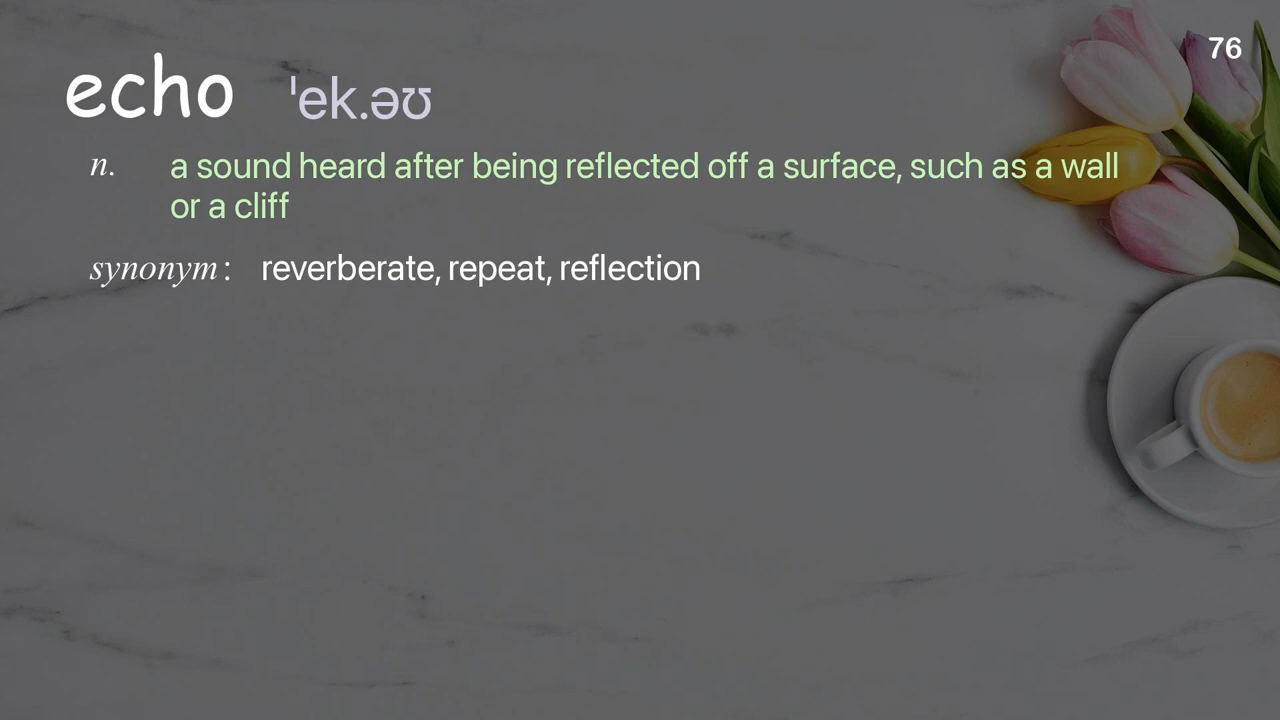 76
echo ˈek.əʊ
n. a sound heard after being reflected off a surface, such as a wall
or a cliff
synonym: reverberate, repeat, reflection